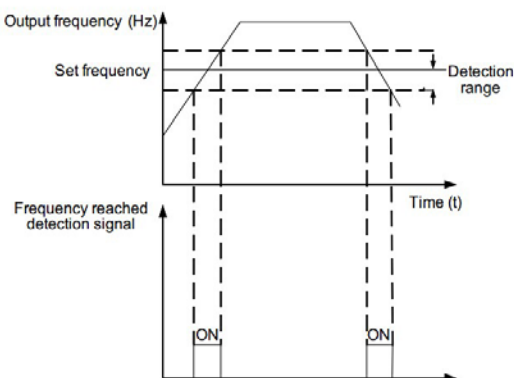 Output frequency (Hz)
Set frequency
Detection
range
Time (t)
Frequency reached
detection signal
ON
ON